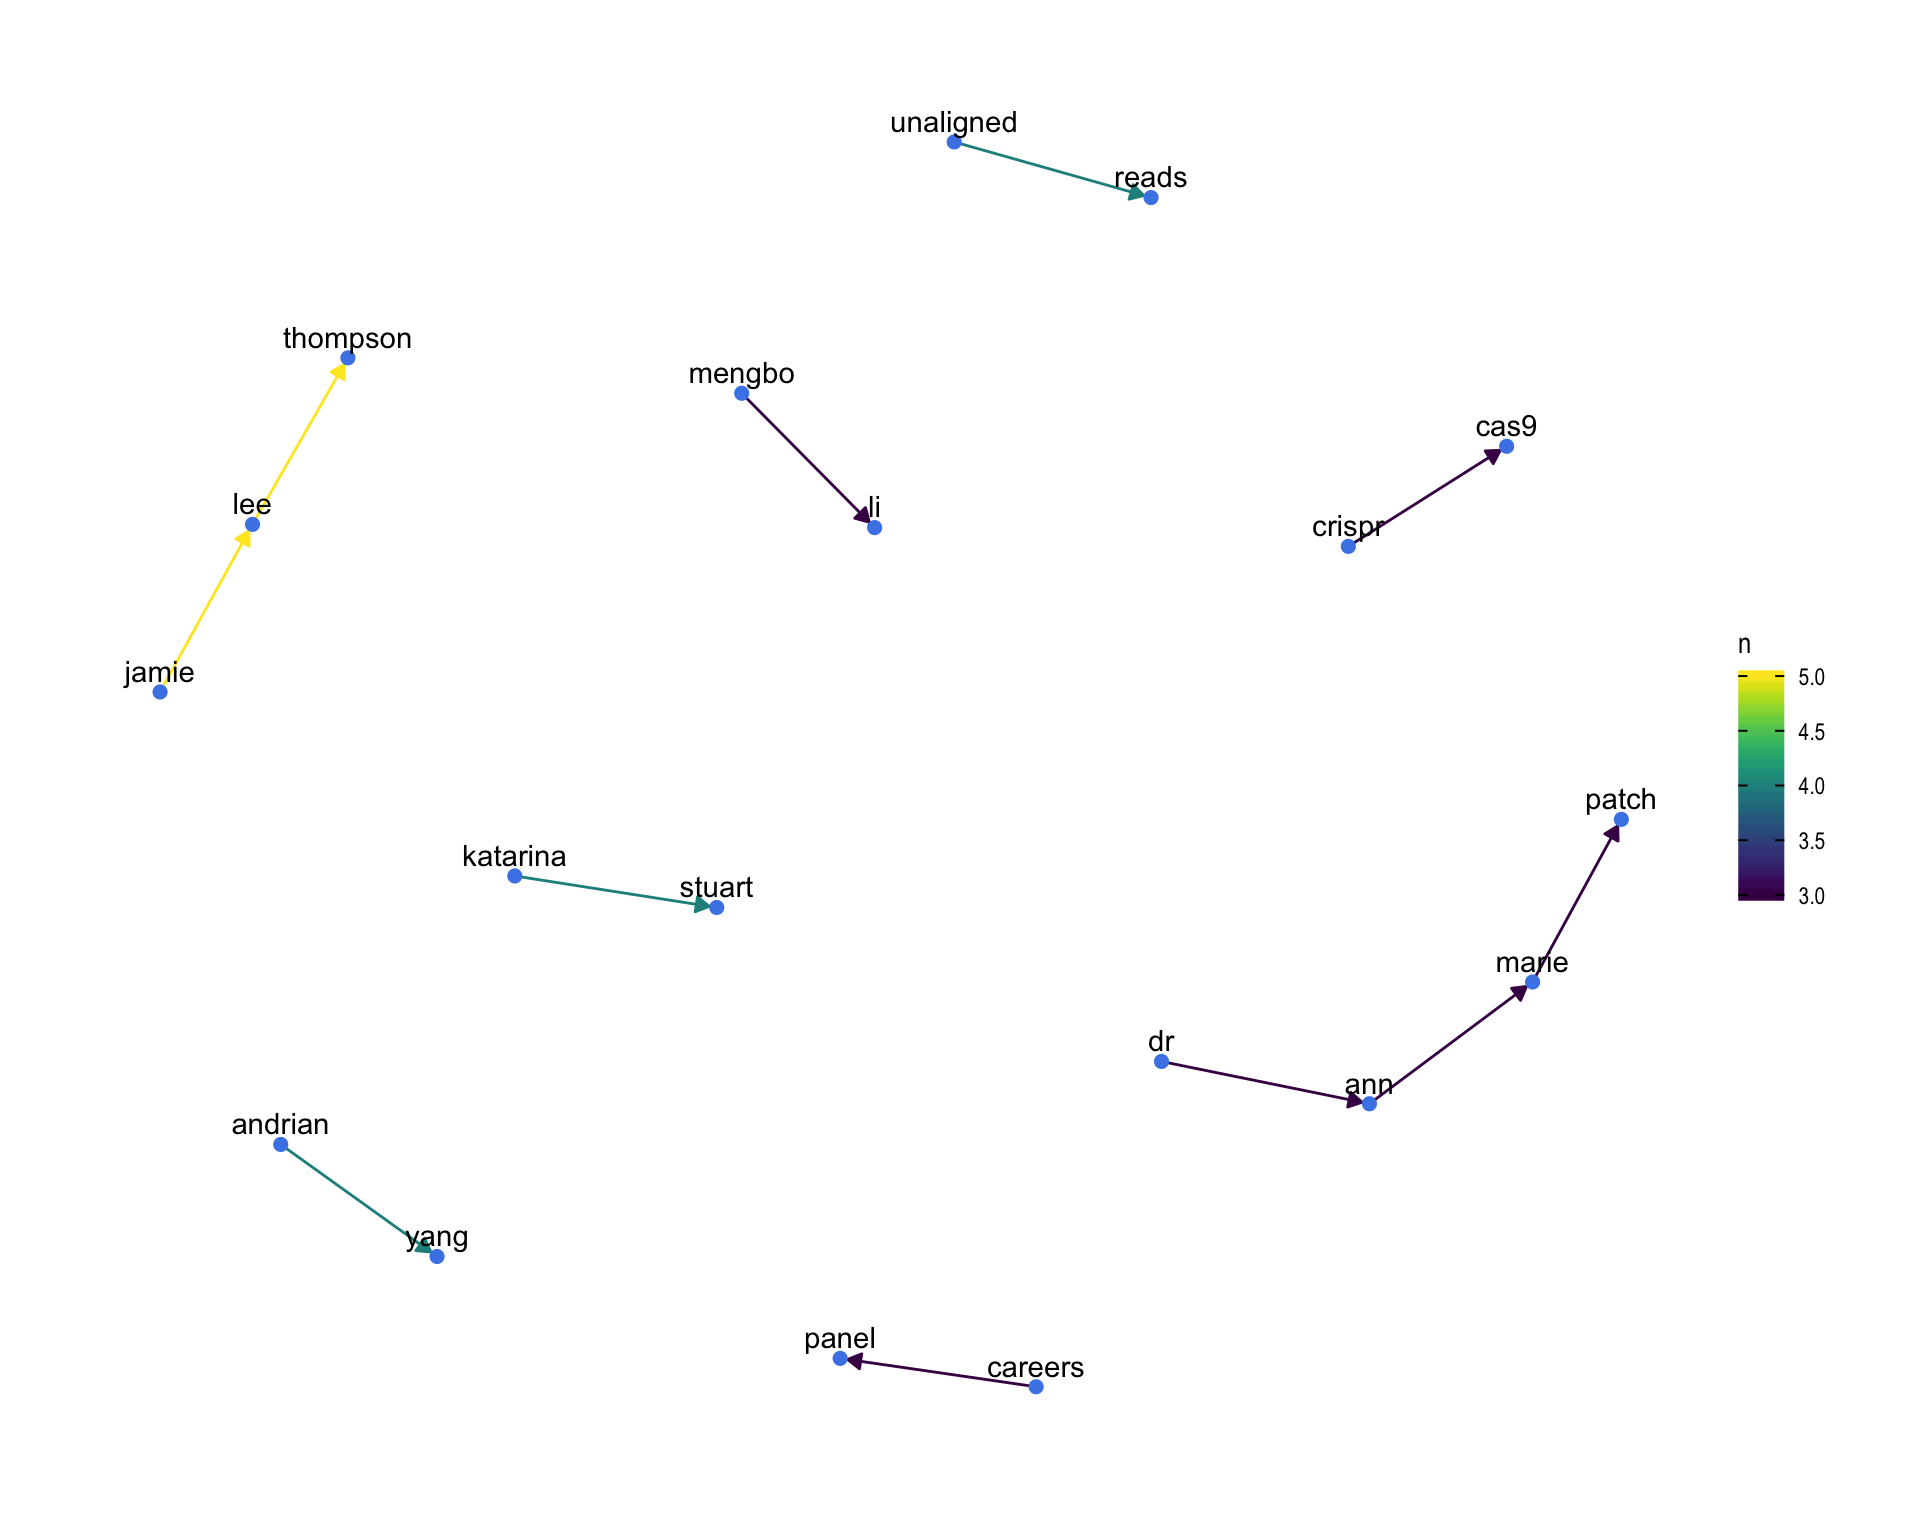 unaligned
reads
thompson
mengbo
cas9
lee
li
crispr
n
jamie
5.0
4.5
4.0
3.5
3.0
patch
katarina
stuart
marie
dr
ann
andrian
yang
panel
careers